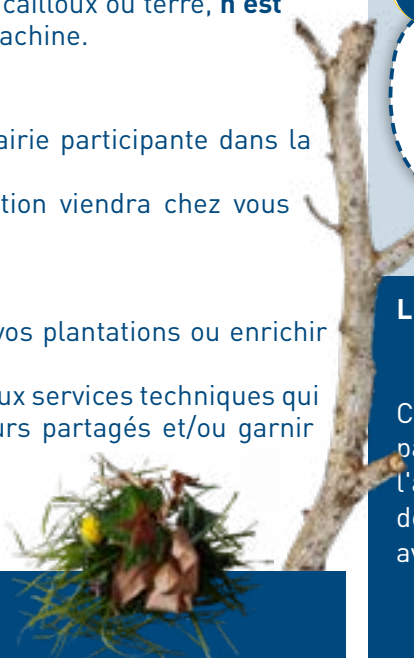 cailloux ou terre, n'est
achine.
airie participante dans la
tion viendra chez vous
vos plantations ou enrichir
ux services techniques qui
urs partagés et/ou garnir
L
C
pa
l'a
de
av